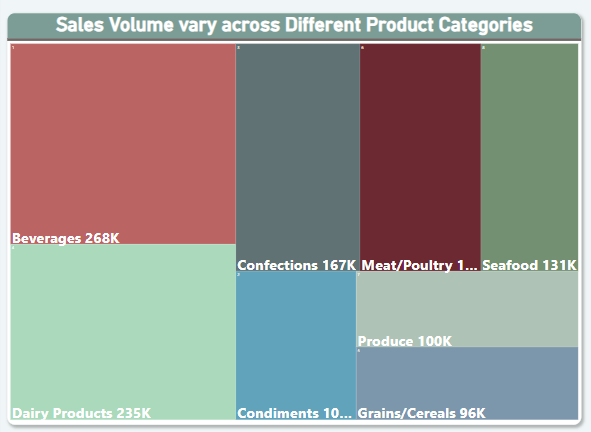 Sales Volume vary across Different Product Categories
Beverages 268K
Confections 167K
Meat/Poultry 1...
Seafood 131K
Dairy Products 235K
Condiments 10...
Produce 100K
Grains/Cereals 96K